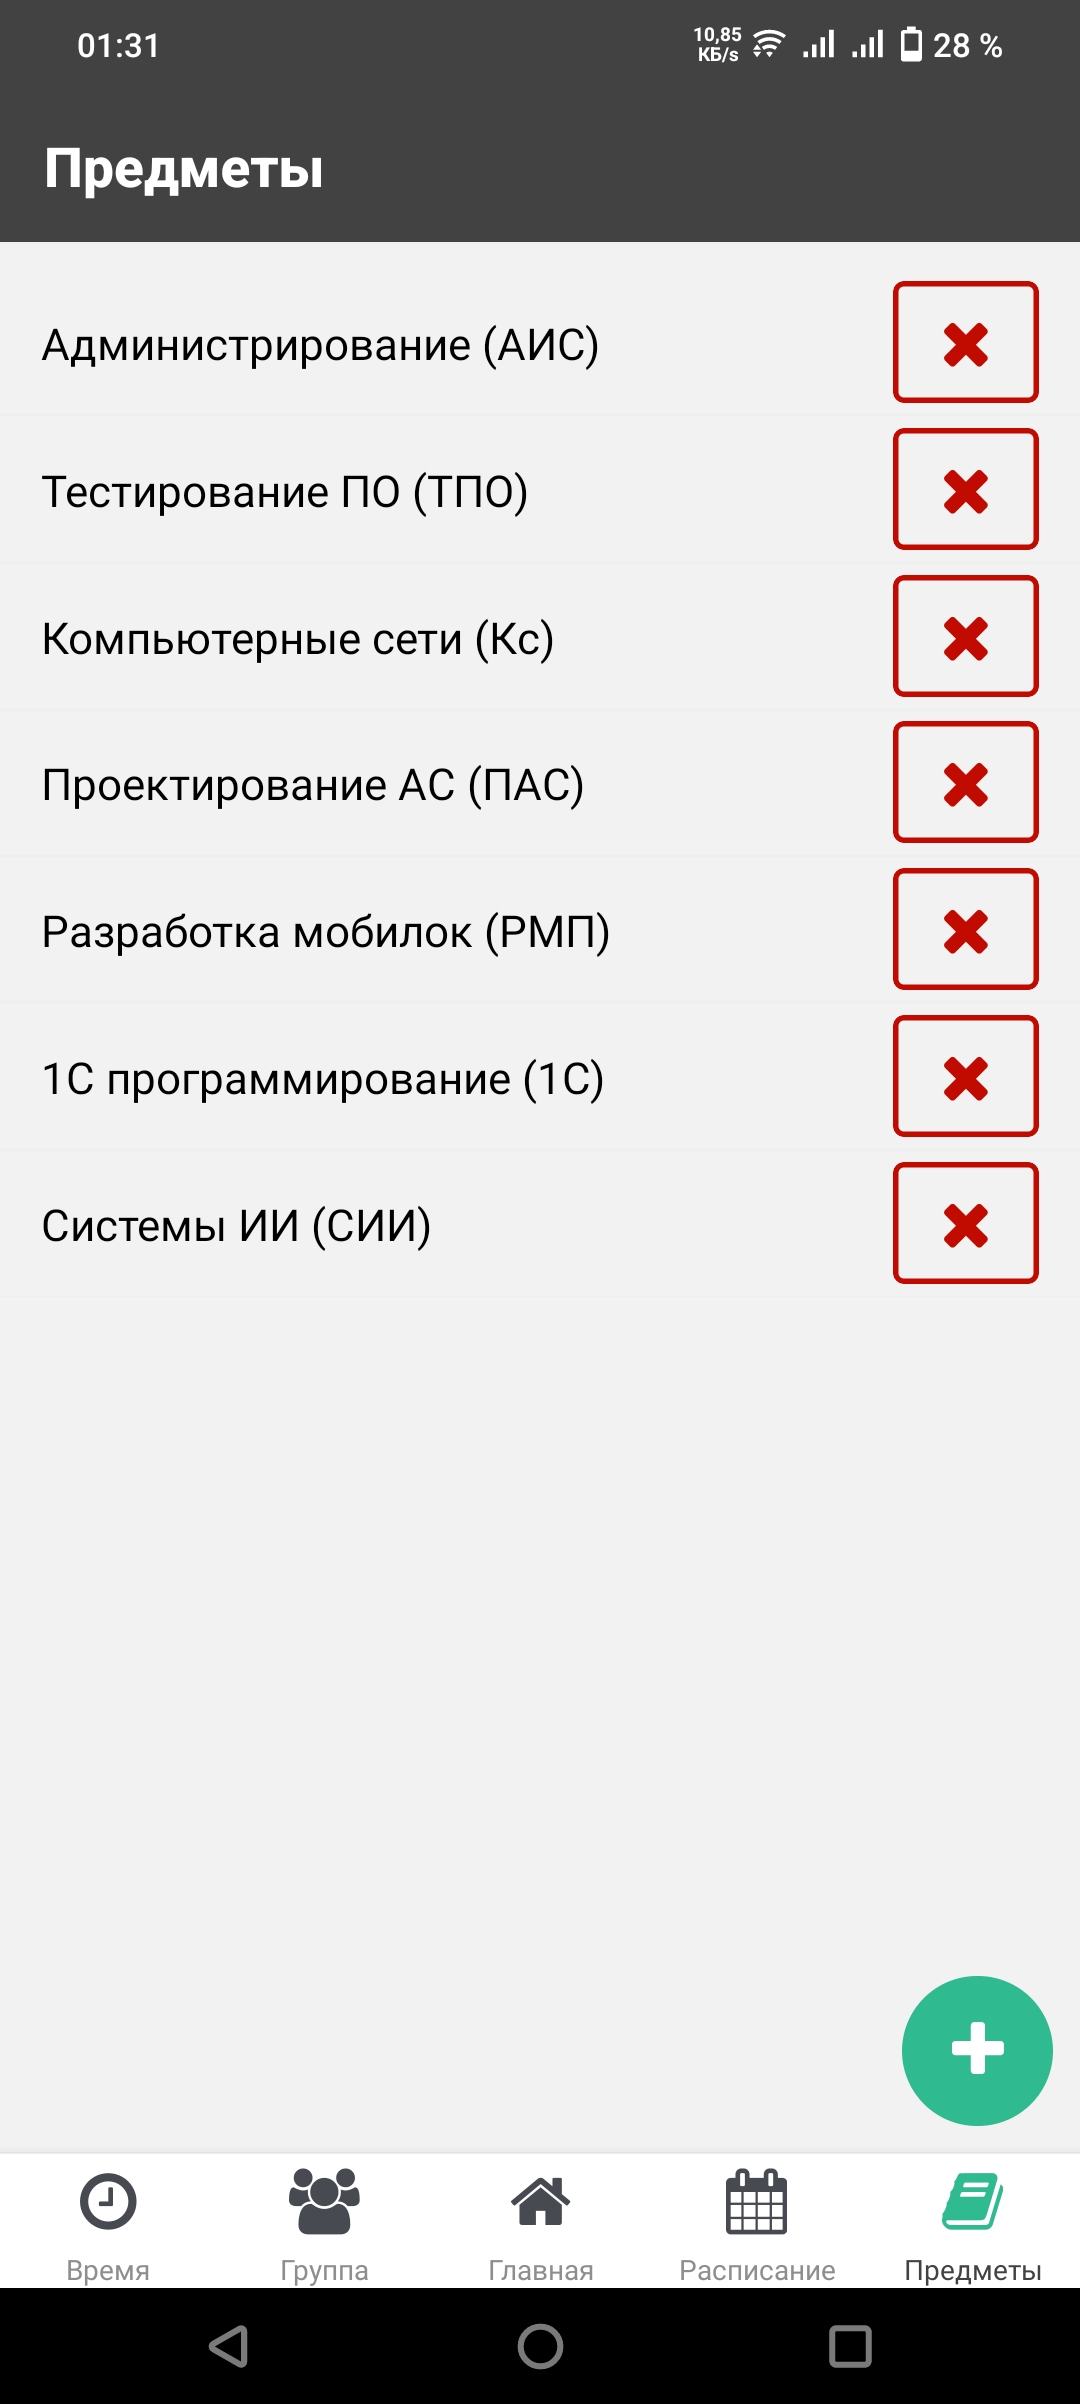 01:31
10,85
КБ/s
28 %
Предметы
Администрирование (АИС)
Тестирование ПО (ТПО)
Компьютерные сети (Кс)
Проектирование АС (ПАС)
Разработка мобилок (РМП)
1С программирование (1С)
Системы ИИ (СИИ)
Время
Группа
Главная
Расписание
Предметы